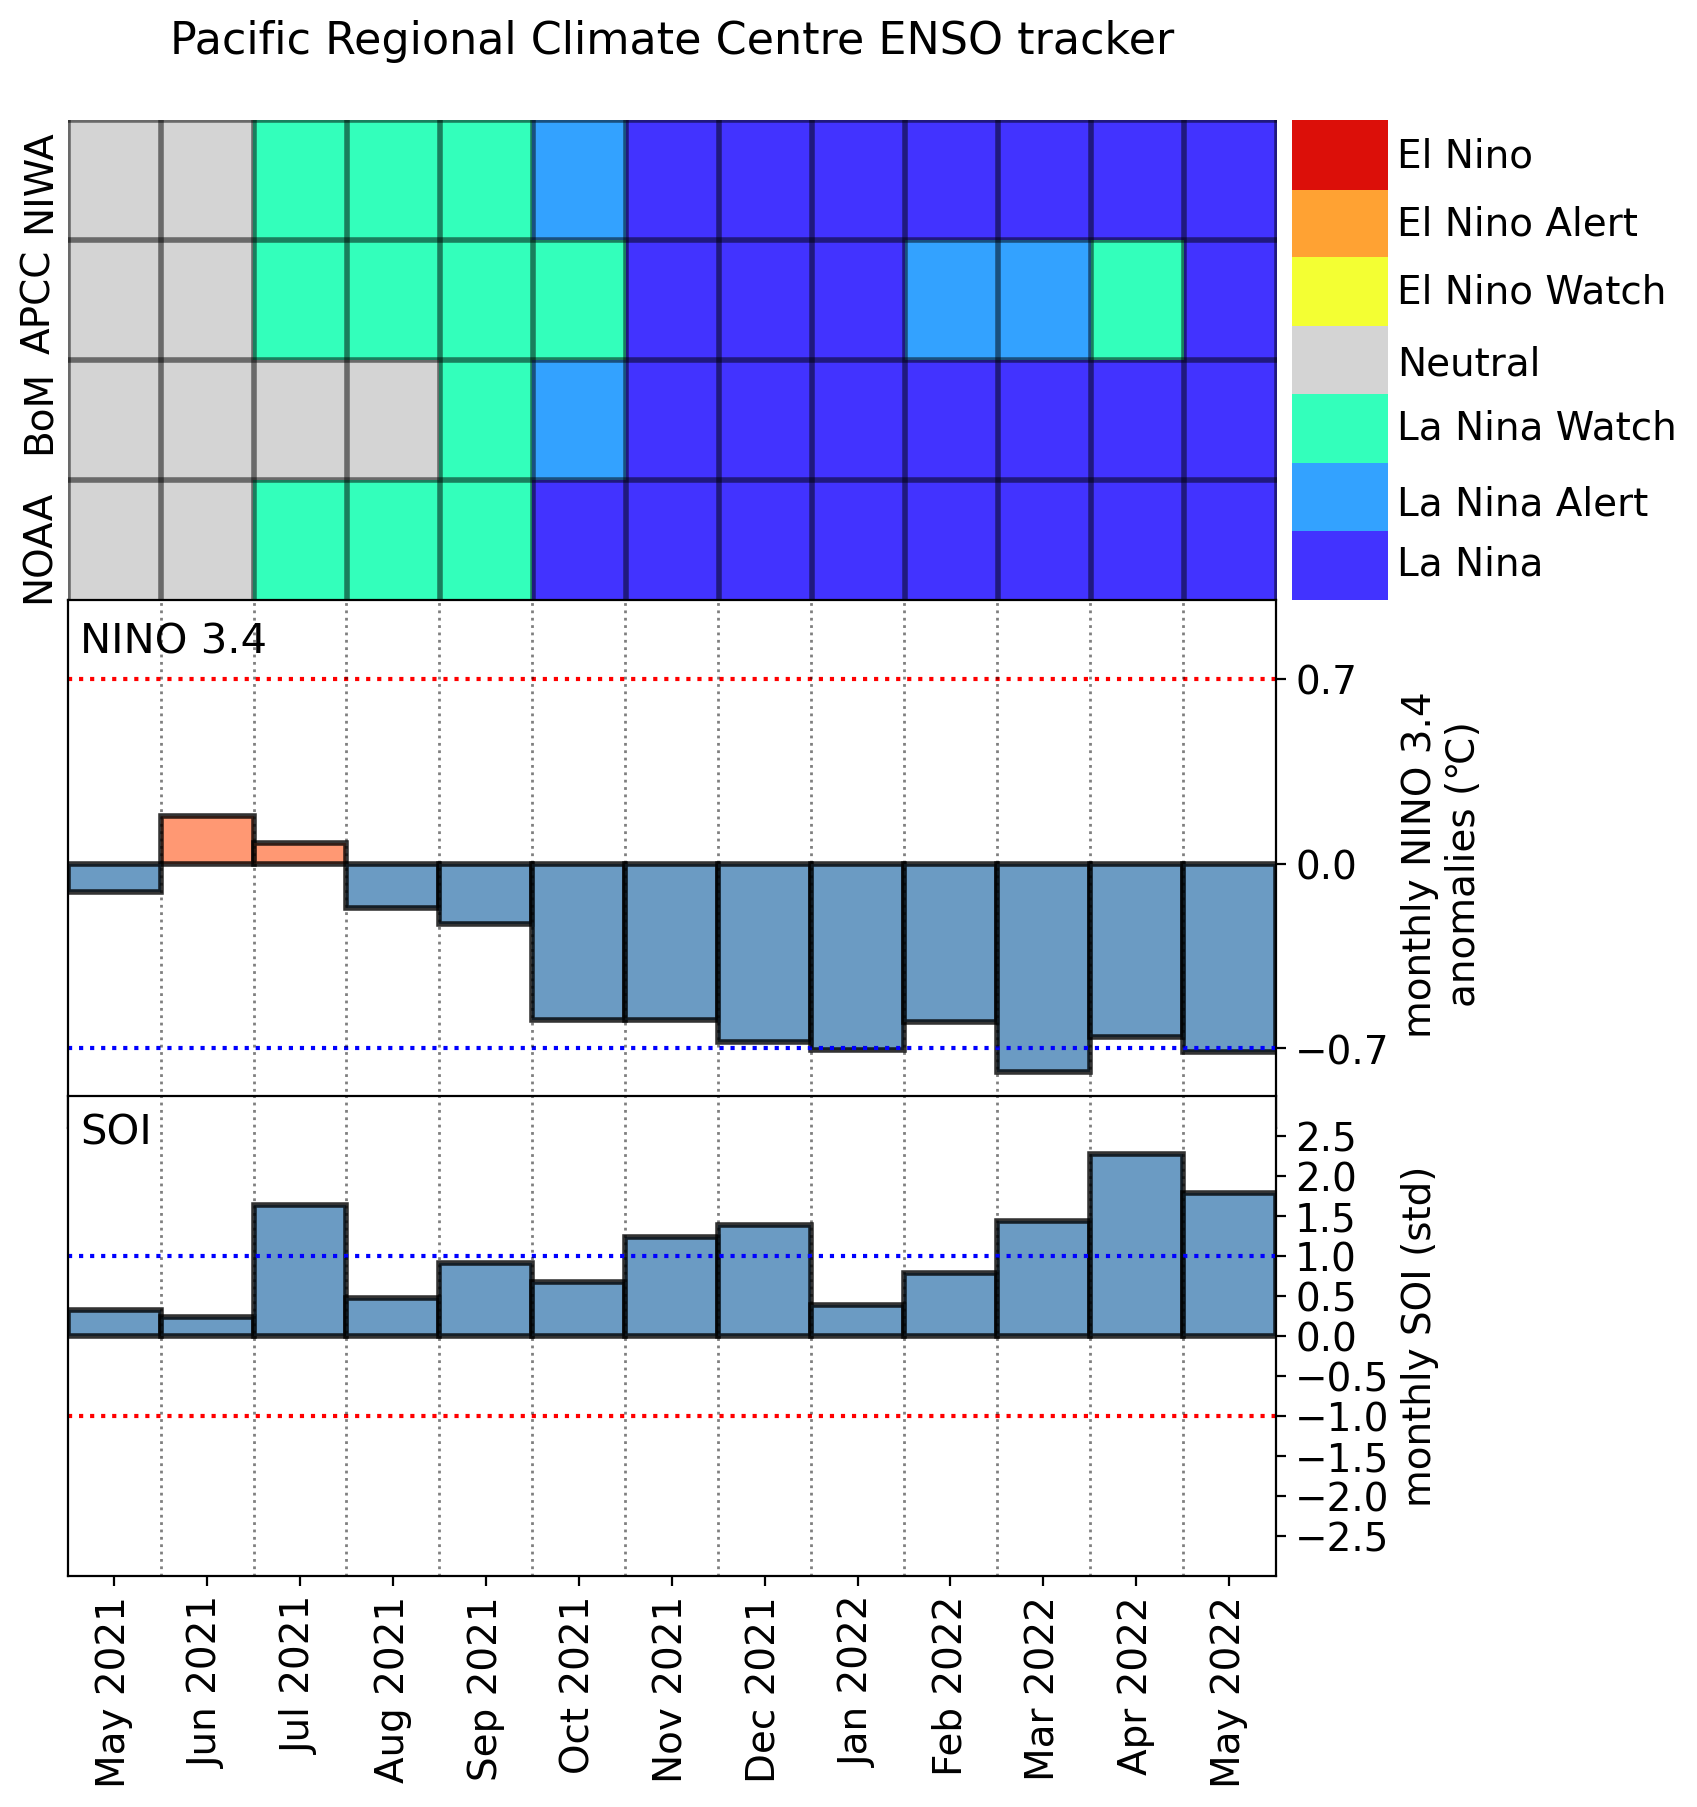 Pacific Regional Climate Centre ENSO tracker
NIWA
APCC
BoM
NOAA
El Nino
El Nino Alert
El Nino Watch
Neutral
La Nina Watch
La Nina Alert
La Nina
NINO 3.4
0.7
0.0
−0.7
monthly NINO 3.4
anomalies (°C)
SOI
2.5
2.0
1.5
1.0
0.5
0.0
−0.5
−1.0
−1.5
−2.0
−2.5
monthly SOI (std)
May 2021
Jun 2021
Jul 2021
Aug 2021
Sep 2021
Oct 2021
Nov 2021
Dec 2021
Jan 2022
Feb 2022
Mar 2022
Apr 2022
May 2022